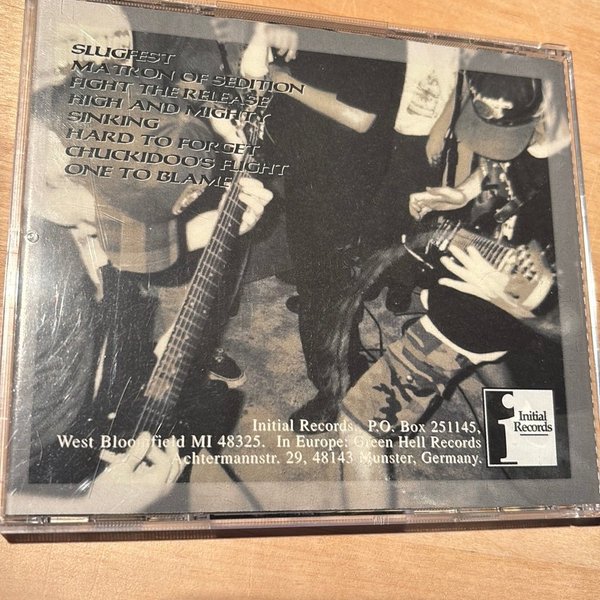 SLUGFEST
MATRON OF SEDITION
FIGHT THE RELEASE
HIGH AND MIGHTY
SINKING
HARD TO FORGET
CHUCKIDOO'S FLIGHT
ONE TO BLAME
Initial Records. P.O. Box 251145,
West Bloomfield MI 48325. In Europe: Green Hell Records
Achtermannstr. 29, 48143 Munster, Germany.
i
Initial
Records